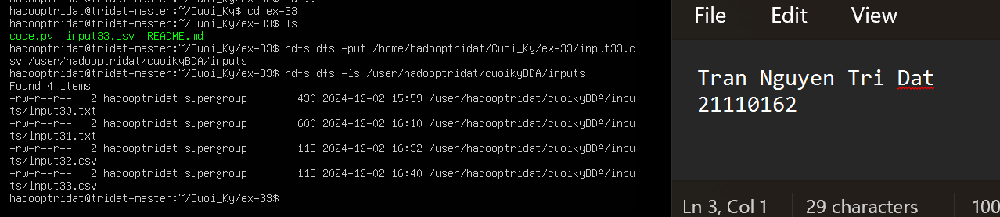 hadooptridat@tridat-master:~/Cuoi_Ky$ cd ex-33
hadooptridat@tridat-master:~/Cuoi_Ky/ex-33$ ls
code.py  input33.csv  README.md
hadooptridat@tridat-master:~/Cuoi_Ky/ex-33$ hdfs dfs -put /home/hadooptridat/Cuoi_Ky/ex-33/input33.c
sv /user/hadooptridat/cuoikyBDA/inputs
hadooptridat@tridat-master:~/Cuoi_Ky/ex-33$ hdfs dfs -ls /user/hadooptridat/cuoikyBDA/inputs
Found 4 items
-rw-r--r--   2 hadooptridat supergroup        430 2024-12-02 15:59 /user/hadooptridat/cuoikyBDA/inpu
ts/input30.txt
-rw-r--r--   2 hadooptridat supergroup        600 2024-12-02 16:10 /user/hadooptridat/cuoikyBDA/inpu
ts/input31.txt
-rw-r--r--   2 hadooptridat supergroup        113 2024-12-02 16:32 /user/hadooptridat/cuoikyBDA/inpu
ts/input32.csv
-rw-r--r--   2 hadooptridat supergroup        113 2024-12-02 16:40 /user/hadooptridat/cuoikyBDA/inpu
ts/input33.csv
hadooptridat@tridat-master:~/Cuoi_Ky/ex-33$
File Edit View
Tran Nguyen Tri Dat
21110162
Ln 3, Col 1 29 characters 100